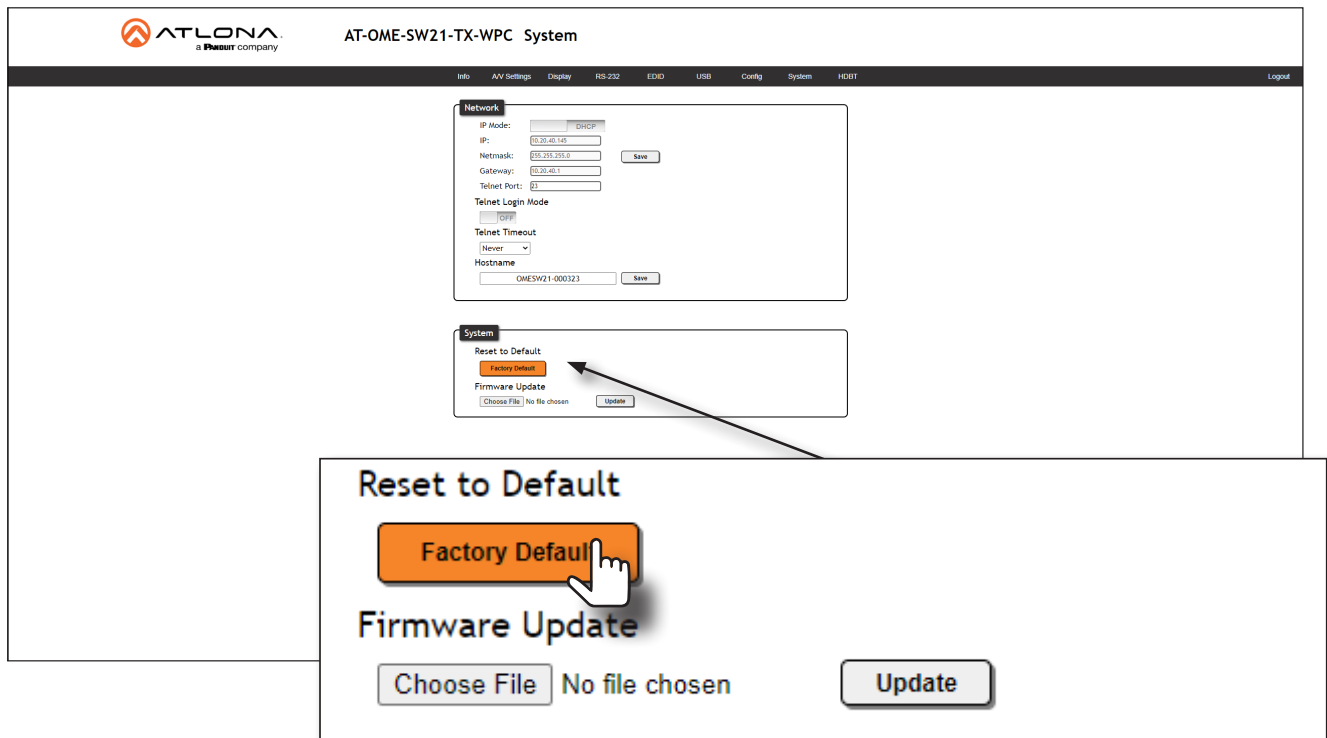 ATLONA.
a PANDUIT company
AT-OME-SW21-TX-WPC System
Info A/V Settings Display RS-232 EDID USB Config System HDBT Logout
Network
IP Mode: DHCP
IP: 10.20.40.145
Netmask: 255.255.255.0 Save
Gateway: 10.20.40.1
Telnet Port: 23
Telnet Login Mode
OFF
Telnet Timeout
Never
Hostname
OMESW21-000323 Save
System
Reset to Default
Factory Default
Firmware Update
Choose File No file chosen Update
Reset to Default
Factory Defaul
Firmware Update
Choose File No file chosen Update